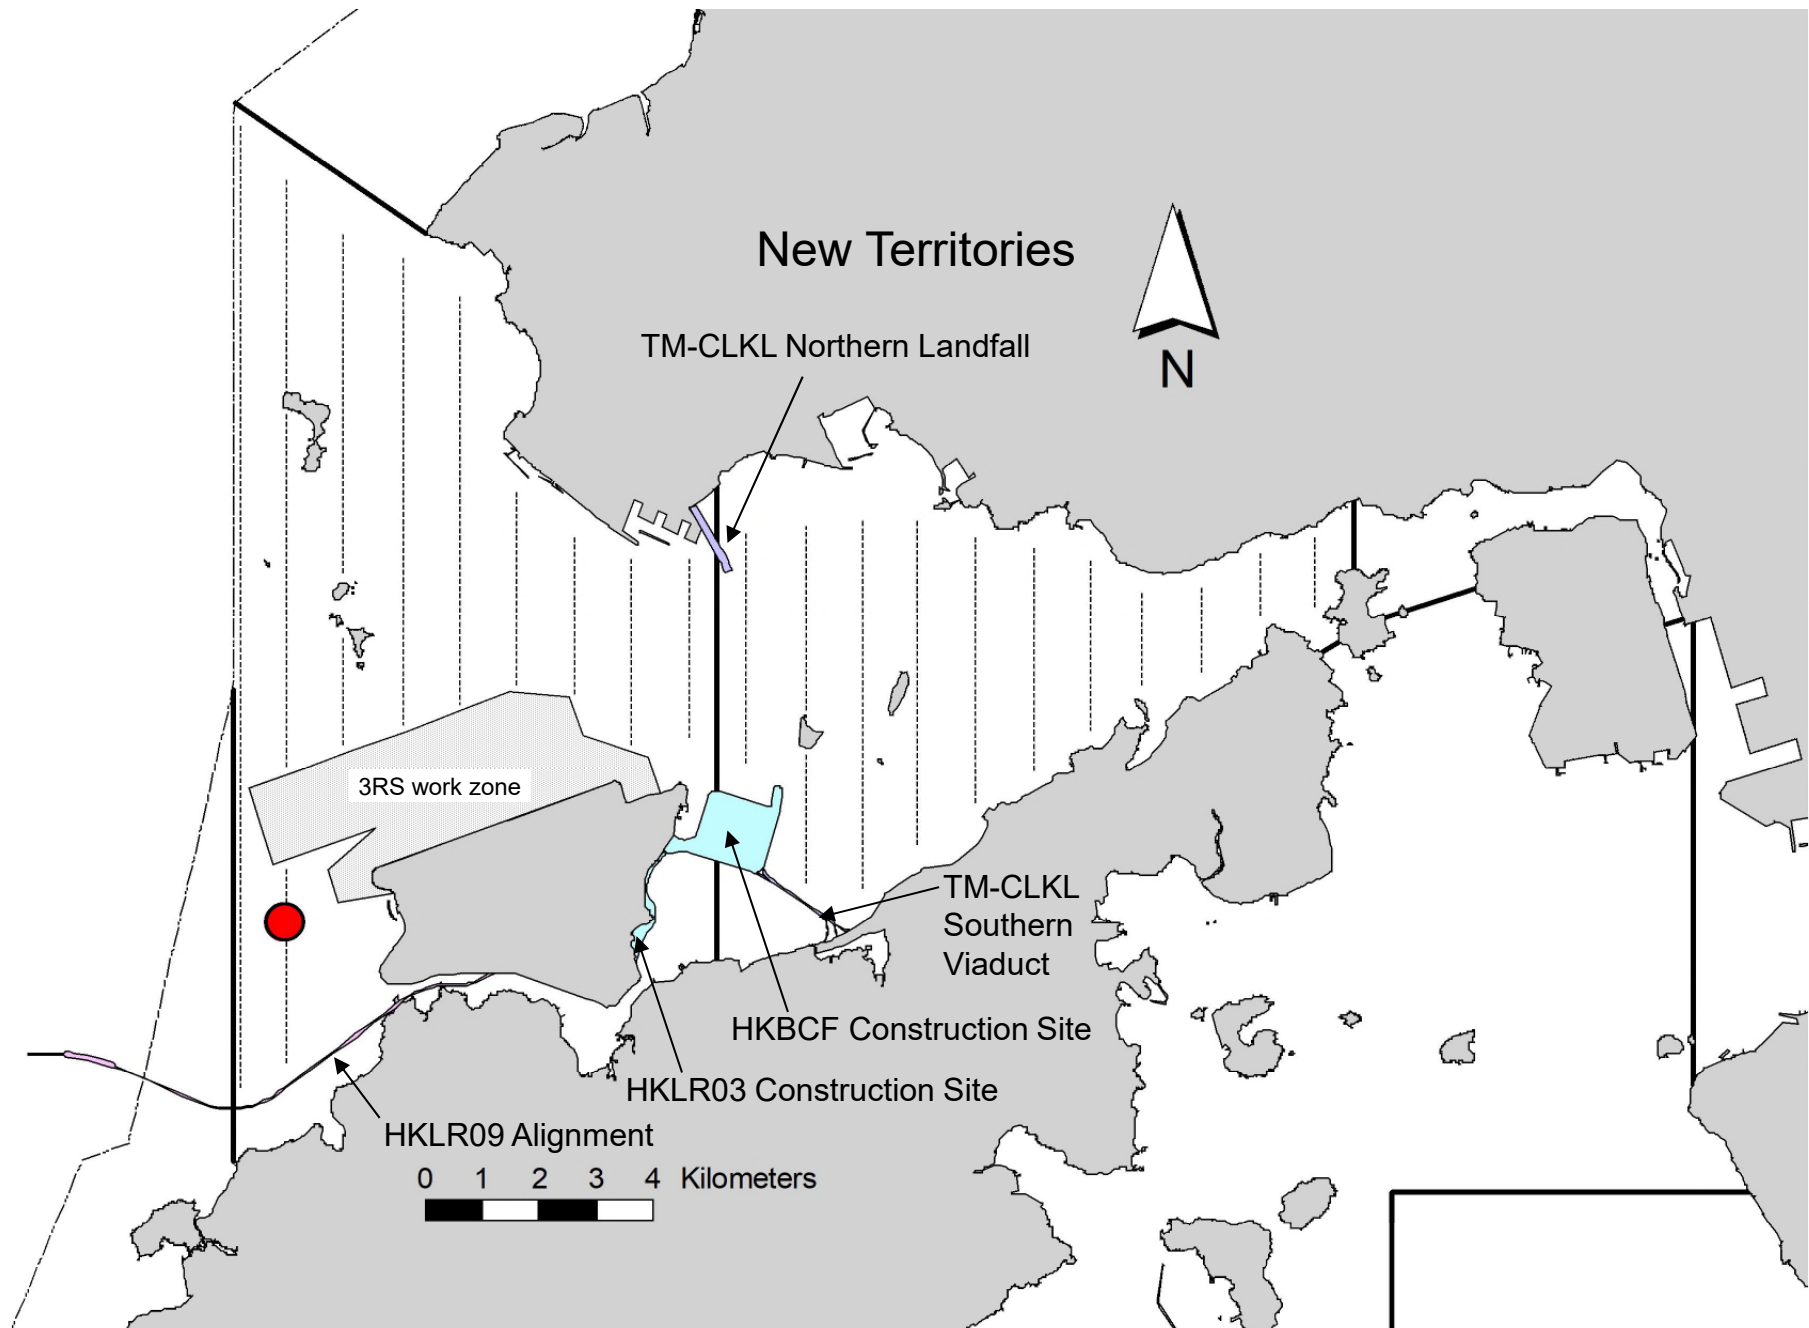 New Territories
TM-CLKL Northern Landfall
N
3RS work zone
TM-CLKL
Southern
Viaduct
HKBCF Construction Site
HKLR03 Construction Site
HKLR09 Alignment
0 1 2 3 4 Kilometers